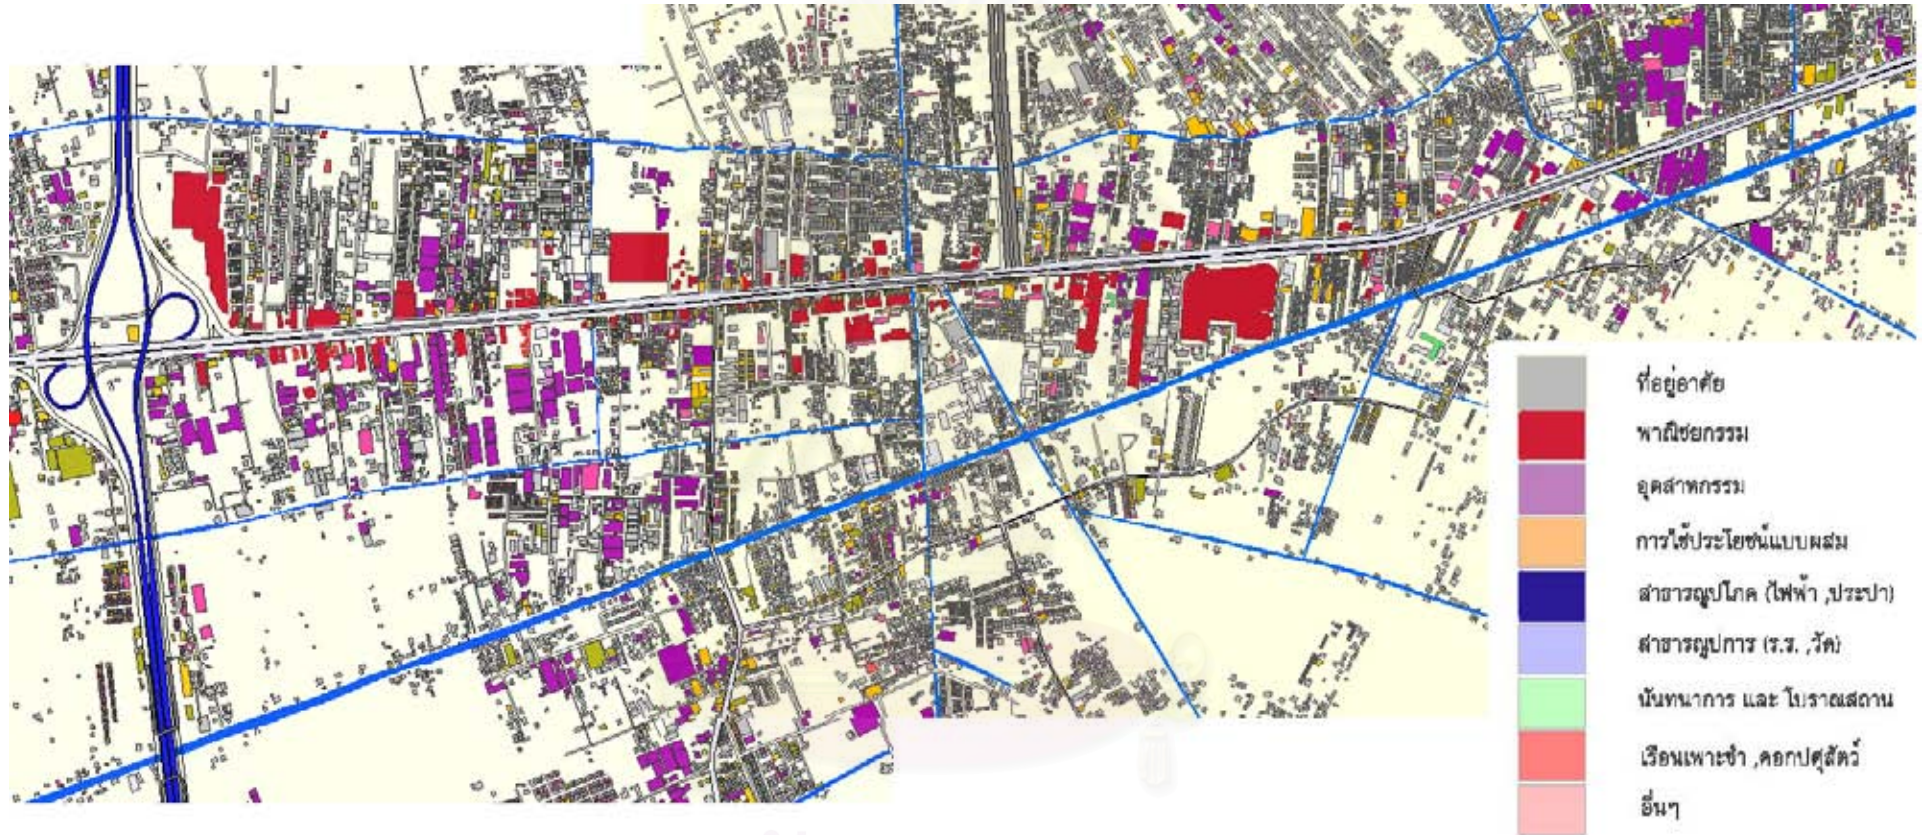 ที่อยู่อาศัย
พาณิชยกรรม
อุตสาหกรรม
การใช้ประโยชน์แบบผสม
สาธารณูปโภค (ไฟฟ้า ,ประปา)
สาธารณูปการ (ร.ร. ,วัด)
นันทนาการ และ โบราณสถาน
เรือนเพาะชำ ,คอกปศุสัตว์
อื่นๆ